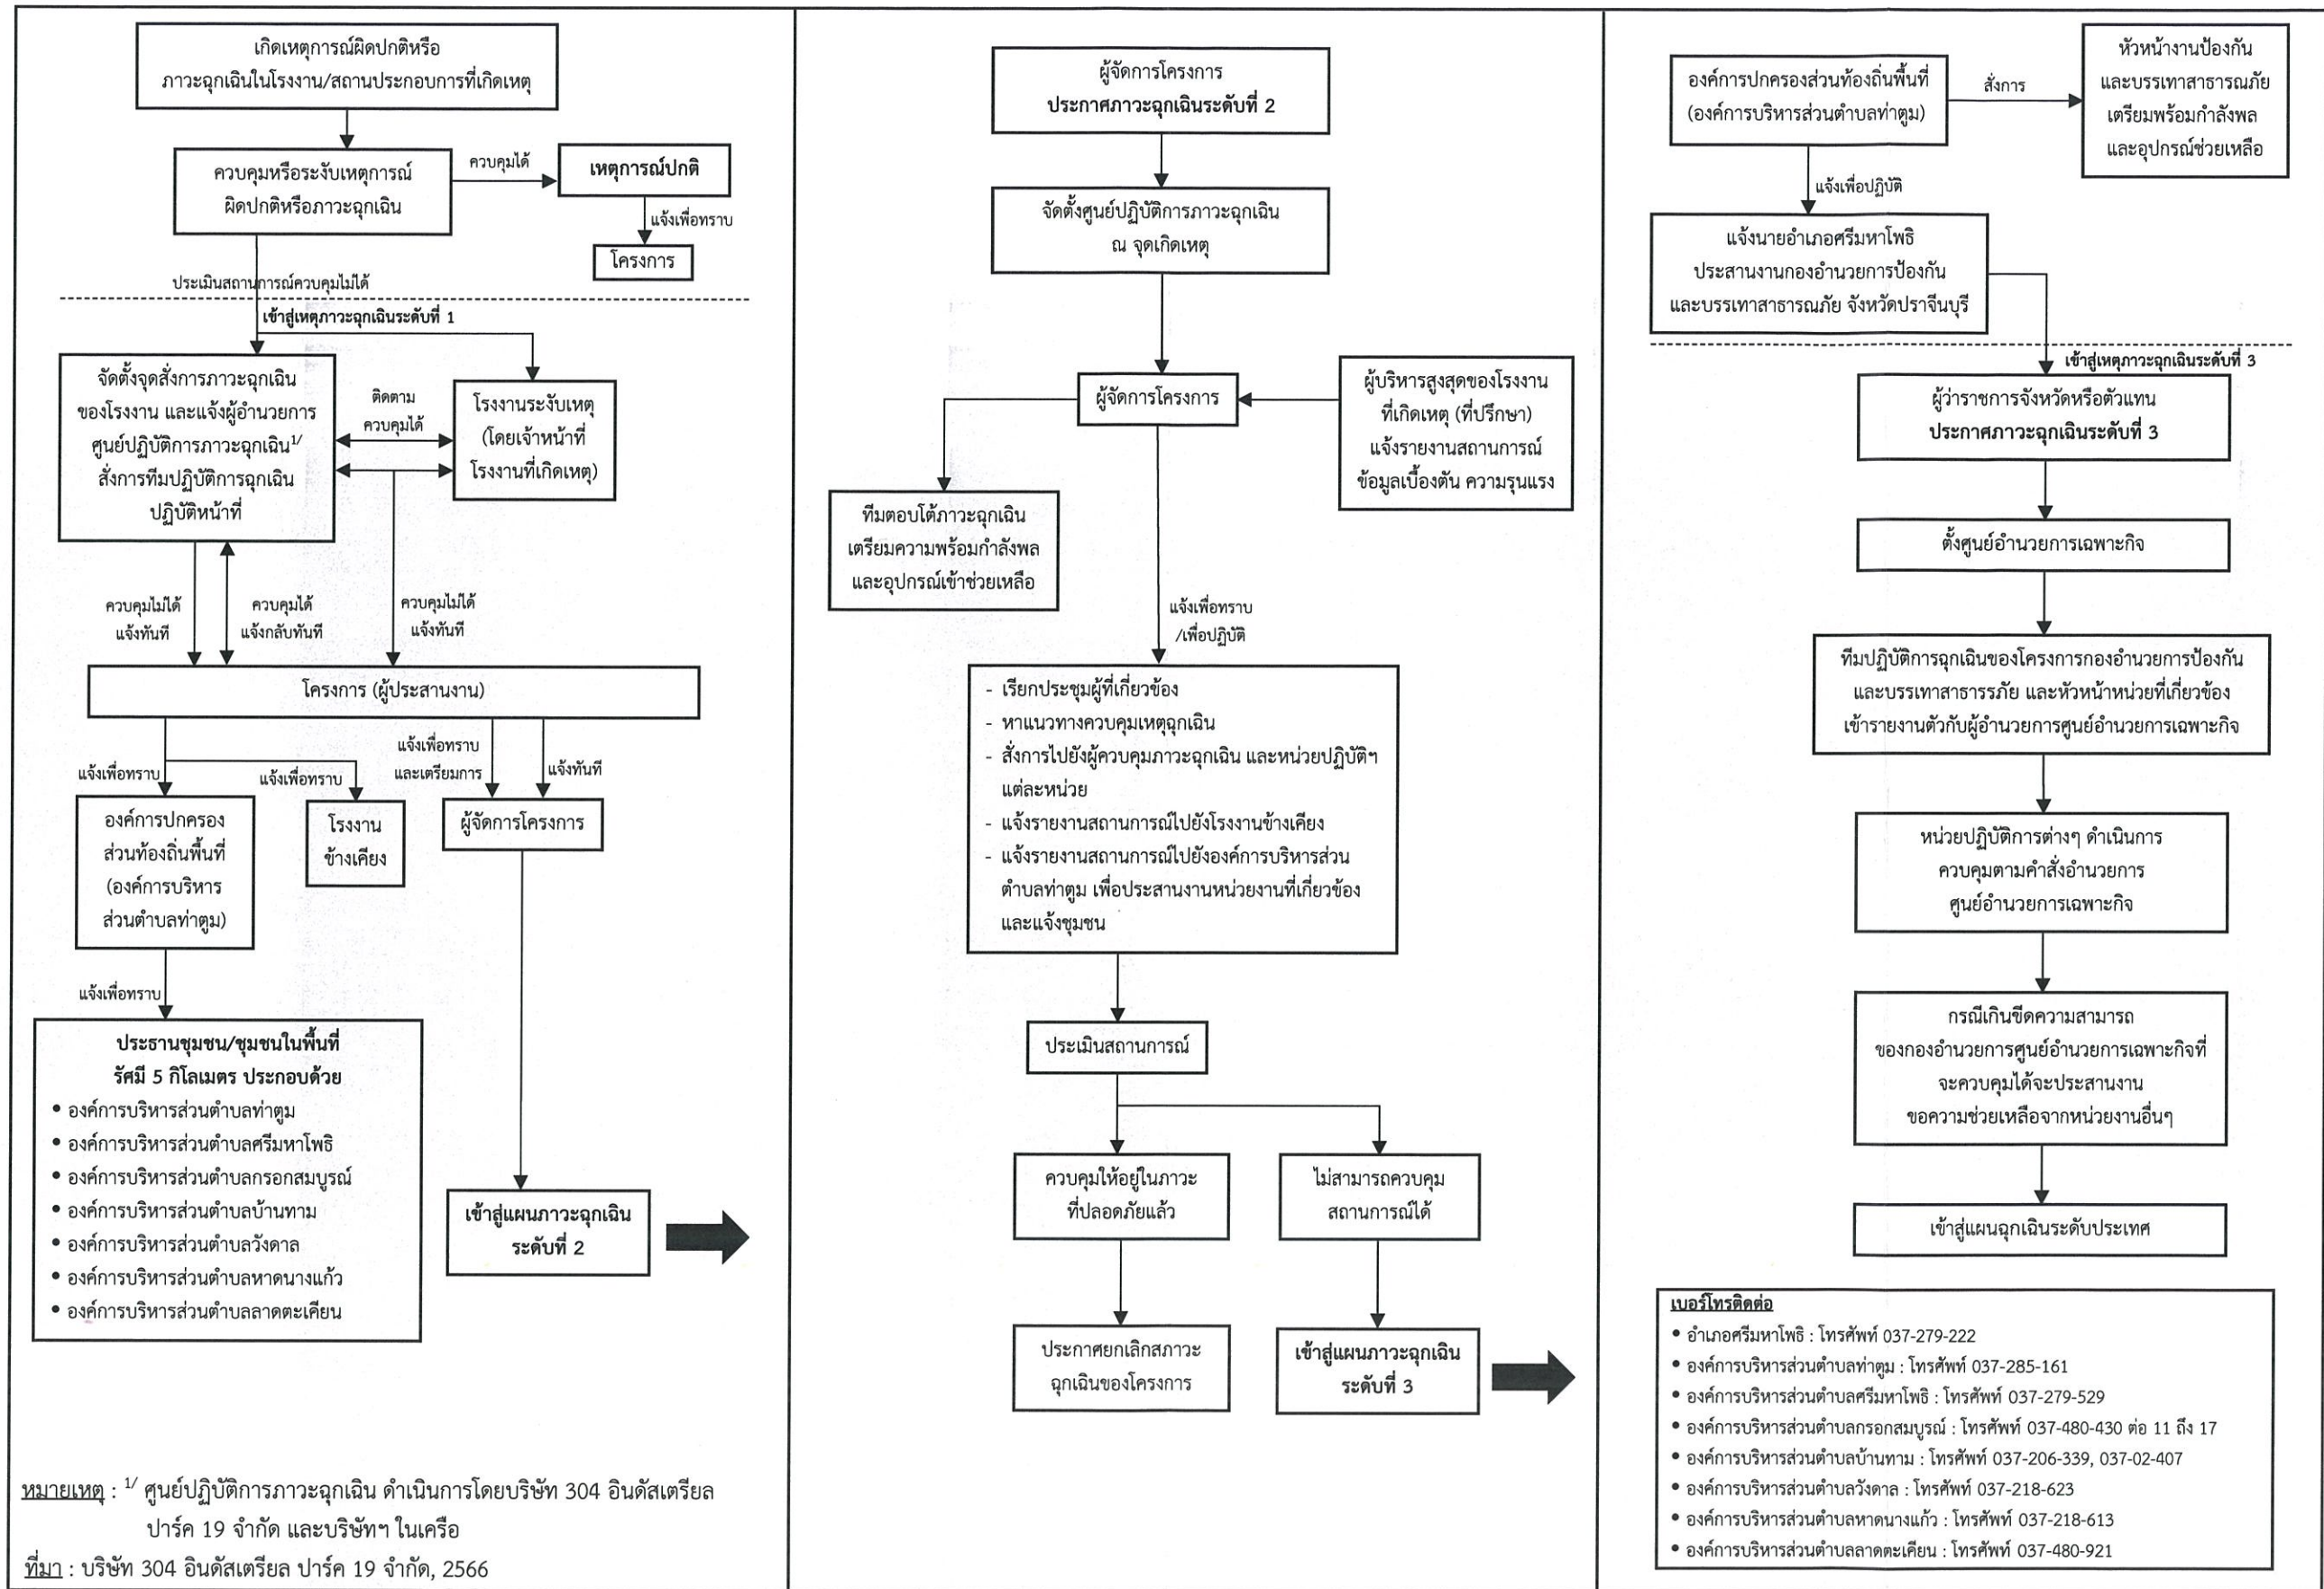 เกิดเหตุการณ์ผิดปกติหรือ
ภาวะฉุกเฉินในโรงงาน/สถานประกอบการที่เกิดเหตุ
ควบคุมหรือระงับเหตุการณ์
ผิดปกติหรือภาวะฉุกเฉิน
ควบคุมได้
เหตุการณ์ปกติ
แจ้งเพื่อทราบ
โครงการ
ประเมินสถานการณ์ควบคุมไม่ได้
เข้าสู่เหตุภาวะฉุกเฉินระดับที่ 1
จัดตั้งจุดสั่งการภาวะฉุกเฉิน
ของโรงงาน และแจ้งผู้อำนวยการ
ศูนย์ปฏิบัติการภาวะฉุกเฉิน1/
สั่งการทีมปฏิบัติการฉุกเฉิน
ปฏิบัติหน้าที่
ติดตาม
ควบคุมได้
โรงงานระงับเหตุ
(โดยเจ้าหน้าที่
โรงงานที่เกิดเหตุ)
ควบคุมไม่ได้
แจ้งทันที
ควบคุมได้
แจ้งกลับทันที
ควบคุมไม่ได้
แจ้งทันที
โครงการ (ผู้ประสานงาน)
แจ้งเพื่อทราบ
แจ้งเพื่อทราบ
แจ้งเพื่อทราบ
และเตรียมการ
แจ้งทันที
องค์การปกครอง
ส่วนท้องถิ่นพื้นที่
(องค์การบริหาร
ส่วนตำบลท่าตูม)
โรงงาน
ข้างเคียง
ผู้จัดการโครงการ
แจ้งเพื่อทราบ
ประธานชุมชน/ชุมชนในพื้นที่
รัศมี 5 กิโลเมตร ประกอบด้วย
• องค์การบริหารส่วนตำบลท่าตูม
• องค์การบริหารส่วนตำบลศรีมหาโพธิ
• องค์การบริหารส่วนตำบลกรอกสมบูรณ์
• องค์การบริหารส่วนตำบลบ้านทาม
• องค์การบริหารส่วนตำบลวังดาล
• องค์การบริหารส่วนตำบลหาดนางแก้ว
• องค์การบริหารส่วนตำบลลาดตะเคียน
เข้าสู่แผนภาวะฉุกเฉิน
ระดับที่ 2
หมายเหตุ : 1/ ศูนย์ปฏิบัติการภาวะฉุกเฉิน ดำเนินการโดยบริษัท 304 อินดัสเตรียล
ปาร์ค 19 จำกัด และบริษัทฯ ในเครือ
ที่มา : บริษัท 304 อินดัสเตรียล ปาร์ค 19 จำกัด, 2566
ผู้จัดการโครงการ
ประกาศภาวะฉุกเฉินระดับที่ 2
จัดตั้งศูนย์ปฏิบัติการภาวะฉุกเฉิน
ณ จุดเกิดเหตุ
ผู้จัดการโครงการ
ผู้บริหารสูงสุดของโรงงาน
ที่เกิดเหตุ (ที่ปรึกษา)
แจ้งรายงานสถานการณ์
ข้อมูลเบื้องต้น ความรุนแรง
ทีมตอบโต้ภาวะฉุกเฉิน
เตรียมความพร้อมกำลังพล
และอุปกรณ์เข้าช่วยเหลือ
แจ้งเพื่อทราบ
/เพื่อปฏิบัติ
- เรียกประชุมผู้ที่เกี่ยวข้อง
- หาแนวทางควบคุมเหตุฉุกเฉิน
- สั่งการไปยังผู้ควบคุมภาวะฉุกเฉิน และหน่วยปฏิบัติฯ
แต่ละหน่วย
- แจ้งรายงานสถานการณ์ไปยังโรงงานข้างเคียง
- แจ้งรายงานสถานการณ์ไปยังองค์การบริหารส่วน
ตำบลท่าตูม เพื่อประสานงานหน่วยงานที่เกี่ยวข้อง
และแจ้งชุมชน
ประเมินสถานการณ์
ควบคุมให้อยู่ในภาวะ
ที่ปลอดภัยแล้ว
ไม่สามารถควบคุม
สถานการณ์ได้
ประกาศยกเลิกสภาวะ
ฉุกเฉินของโครงการ
เข้าสู่แผนภาวะฉุกเฉิน
ระดับที่ 3
องค์การปกครองส่วนท้องถิ่นพื้นที่
(องค์การบริหารส่วนตำบลท่าตูม)
สั่งการ
หัวหน้างานป้องกัน
และบรรเทาสาธารณภัย
เตรียมพร้อมกำลังพล
และอุปกรณ์ช่วยเหลือ
แจ้งเพื่อปฏิบัติ
แจ้งนายอำเภอศรีมหาโพธิ
ประสานงานกองอำนวยการป้องกัน
และบรรเทาสาธารณภัย จังหวัดปราจีนบุรี
เข้าสู่เหตุภาวะฉุกเฉินระดับที่ 3
ผู้ว่าราชการจังหวัดหรือตัวแทน
ประกาศภาวะฉุกเฉินระดับที่ 3
ตั้งศูนย์อำนวยการเฉพาะกิจ
ทีมปฏิบัติการฉุกเฉินของโครงการกองอำนวยการป้องกัน
และบรรเทาสาธารรภัย และหัวหน้าหน่วยที่เกี่ยวข้อง
เข้ารายงานตัวกับผู้อำนวยการศูนย์อำนวยการเฉพาะกิจ
หน่วยปฏิบัติการต่างๆ ดำเนินการ
ควบคุมตามคำสั่งอำนวยการ
ศูนย์อำนวยการเฉพาะกิจ
กรณีเกินขีดความสามารถ
ของกองอำนวยการศูนย์อำนวยการเฉพาะกิจที่
จะควบคุมได้จะประสานงาน
ขอความช่วยเหลือจากหน่วยงานอื่นๆ
เข้าสู่แผนฉุกเฉินระดับประเทศ
เบอร์โทรติดต่อ
• อำเภอศรีมหาโพธิ : โทรศัพท์ 037-279-222
• องค์การบริหารส่วนตำบลท่าตูม : โทรศัพท์ 037-285-161
• องค์การบริหารส่วนตำบลศรีมหาโพธิ : โทรศัพท์ 037-279-529
• องค์การบริหารส่วนตำบลกรอกสมบูรณ์ : โทรศัพท์ 037-480-430 ต่อ 11 ถึง 17
• องค์การบริหารส่วนตำบลบ้านทาม : โทรศัพท์ 037-206-339, 037-02-407
• องค์การบริหารส่วนตำบลวังดาล : โทรศัพท์ 037-218-623
• องค์การบริหารส่วนตำบลหาดนางแก้ว : โทรศัพท์ 037-218-613
• องค์การบริหารส่วนตำบลลาดตะเคียน : โทรศัพท์ 037-480-921